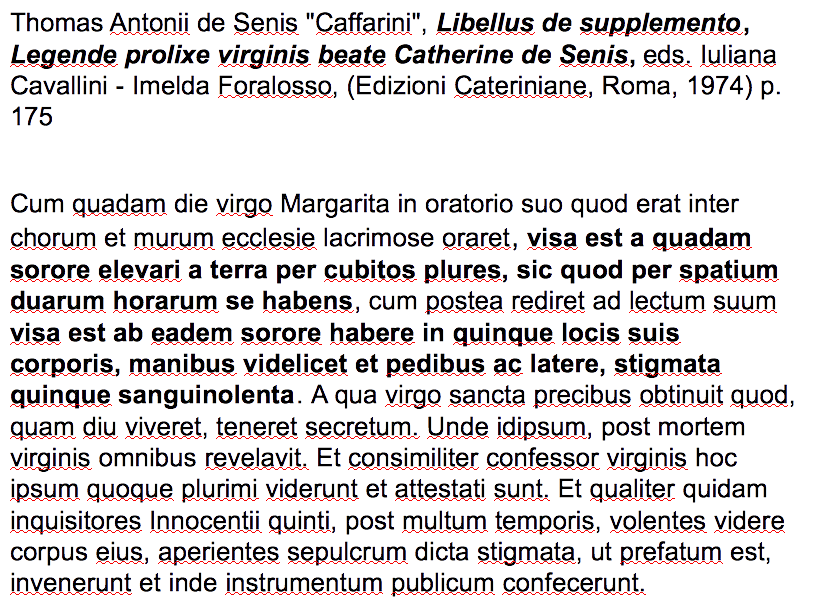 Thomas Antonii de Senis "Caffarini", Libellus de supplemento,
Legende prolixe virginis beate Catherine de Senis, eds. Iuliana
Cavallini - Imelda Foralosso, (Edizioni Cateriniane, Roma, 1974) p.
175
Cum quadam die virgo Margarita in oratorio suo quod erat inter
chorum et murum ecclesie lacrimose oraret, visa est a quadam
sorore elevari a terra per cubitos plures, sic quod per spatium
duarum horarum se habens, cum postea rediret ad lectum suum
visa est ab eadem sorore habere in quinque locis suis
corporis, manibus videlicet et pedibus ac latere, stigmata
quinque sanguinolenta. A qua virgo sancta precibus obtinuit quod,
quam diu viveret, teneret secretum. Unde idipsum, post mortem
virginis omnibus revelavit. Et consimiliter confessor virginis hoc
ipsum quoque plurimi viderunt et attestati sunt. Et qualiter quidam
inquisitores Innocentii quinti, post multum temporis, volentes videre
corpus eius, aperientes sepulcrum dicta stigmata, ut prefatum est,
invenerunt et inde instrumentum publicum confecerunt.